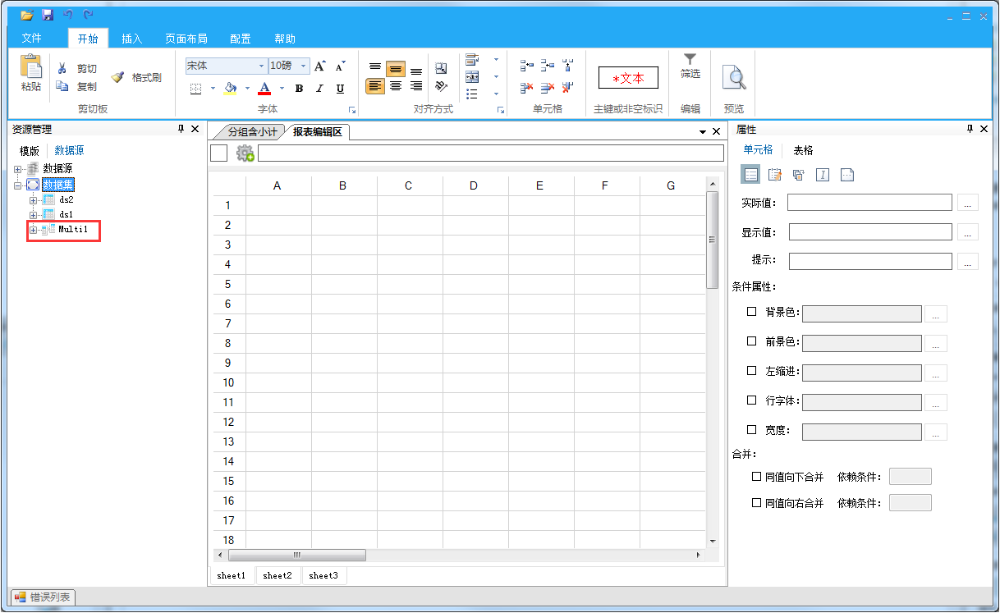 文件 开始 插入 页面布局 配置 帮助
粘贴 剪切 复制 格式刷
剪贴板
宋体 10磅 A A
A B I U
字体
对齐方式
单元格
*文本
主键或非空标识
筛选
编辑
预览
资源管理
模版 数据源
数据源
数据集
ds2
ds1
Multi1
分组含小计 报表编辑区
A B C D E F G
1
2
3
4
5
6
7
8
9
10
11
12
13
14
15
16
17
18
sheet1 sheet2 sheet3
属性
单元格 表格
实际值: ...
显示值: ...
提示: ...
条件属性:
背景色: ...
前景色: ...
左缩进: ...
行字体: ...
宽度: ...
合并:
同值向下合并 依赖条件:
同值向右合并 依赖条件:
错误列表